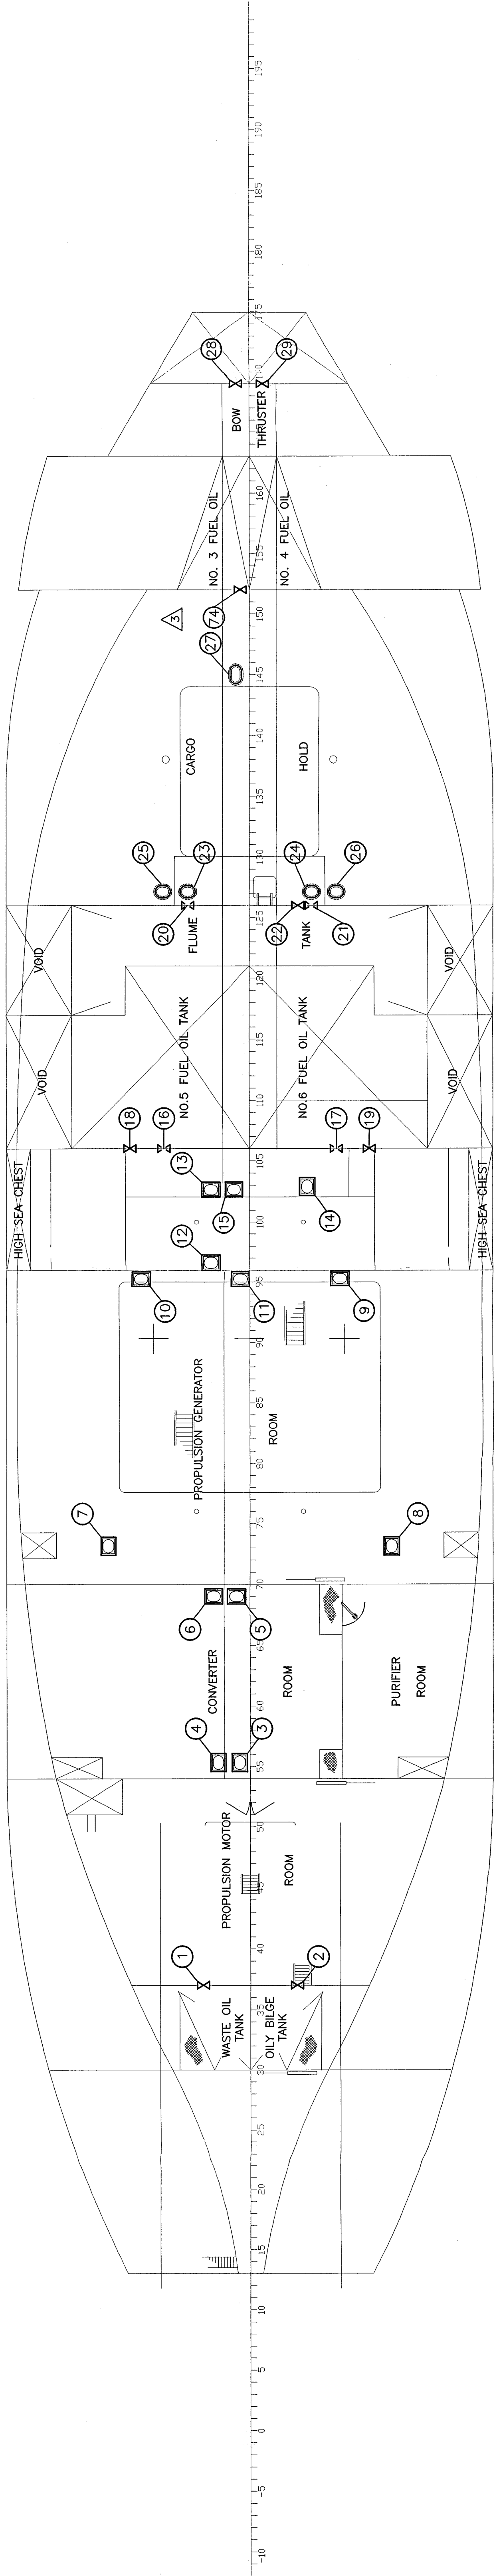 195
190
185
180
175
28
29
170
BOW
THRUSTER
165
160
NO. 3 FUEL OIL
NO. 4 FUEL OIL
155
150
3
74
27
145
140
CARGO
HOLD
135
130
25
23
24
26
125
20
22
21
FLUME
TANK
VOID
VOID
120
NO.5 FUEL OIL TANK
NO.6 FUEL OIL TANK
115
VOID
VOID
110
18
16
17
19
105
HIGH SEA CHEST
HIGH SEA CHEST
13
15
14
100
12
95
10
11
9
90
PROPULSION GENERATOR
ROOM
85
80
75
7
8
70
6
5
65
CONVERTER
ROOM
60
PURIFIER
ROOM
4
3
55
50
PROPULSION MOTOR
ROOM
45
40
1
2
35
WASTE OIL
TANK
OILY BILGE
TANK
30
25
20
15
10
5
0
-5
-10